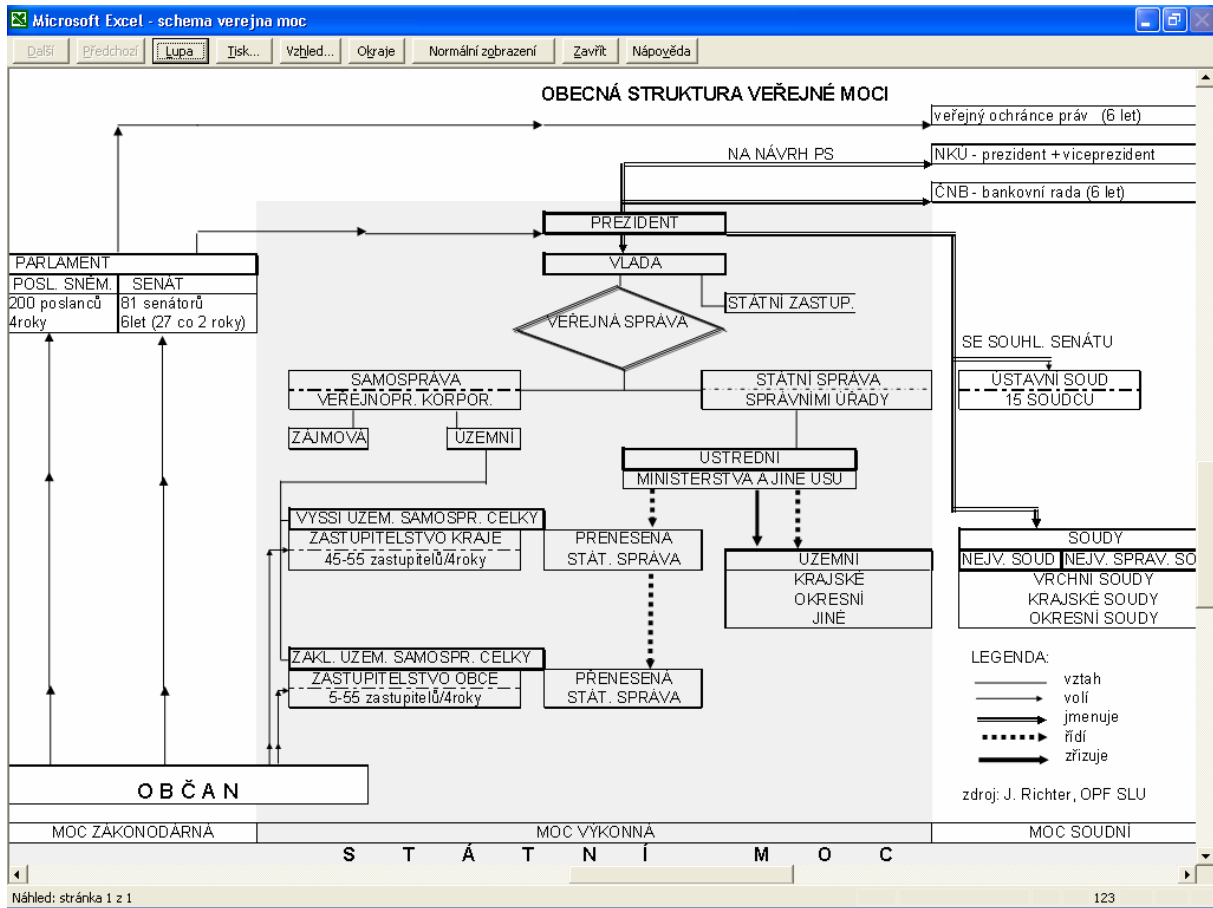 Microsoft Excel - schema verejna moc
Další Předchozí Lupa Tisk... Vzhled... Okraje Normální zobrazení Zavřít Nápověda
OBECNÁ STRUKTURA VEŘEJNÉ MOCI
veřejný ochránce práv (6 let)
NA NÁVRH PS
NKÚ - prezident + viceprezident
ČNB - bankovní rada (6 let)
PREZIDENT
PARLAMENT
VLÁDA
POSL. SNĚM. SENÁT
200 poslanců 81 senátorů
4roky 6let (27 co 2 roky)
STÁTNÍ ZASTUP.
VEŘEJNÁ SPRÁVA
SE SOUHL. SENÁTU
SAMOSPRÁVA
VEŘEJNOPR. KORPOR.
STÁTNÍ SPRÁVA
SPRÁVNÍMI ÚŘADY
ÚSTAVNÍ SOUD
15 SOUDCŮ
ZÁJMOVÁ
ÚZEMNÍ
ÚSTŘEDNÍ
MINISTERSTVA A JINÉ ÚSÚ
VYŠŠÍ ÚZEM. SAMOSPR. CELKY
ZASTUPITELSTVO KRAJE
45-55 zastupitelů/4roky
PŘENESENÁ
STÁT. SPRÁVA
ÚZEMNÍ
KRAJSKÉ
OKRESNÍ
JINÉ
SOUDY
NEJV. SOUD NEJV. SPRÁV. SO
VRCHNÍ SOUDY
KRAJSKÉ SOUDY
OKRESNÍ SOUDY
ZÁKL. ÚZEM. SAMOSPR. CELKY
ZASTUPITELSTVO OBCE
5-55 zastupitelů/4roky
PŘENESENÁ
STÁT. SPRÁVA
LEGENDA:
vztah
volí
jmenuje
řídí
zřizuje
OBČAN
zdroj: J. Richter, OPF SLU
MOC ZÁKONODÁRNÁ MOC VÝKONNÁ MOC SOUDNÍ
STÁTNÍ MOC
Náhled: stránka 1 z 1 123